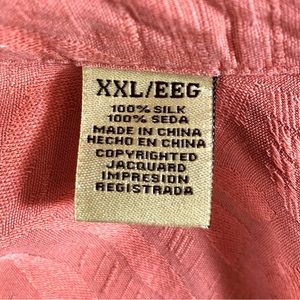 XXL/EEG
100% SILK
100% SEDA
MADE IN CHINA
HECHO EN CHINA
COPYRIGHTED
JACQUARD
IMPRESION
REGISTRADA